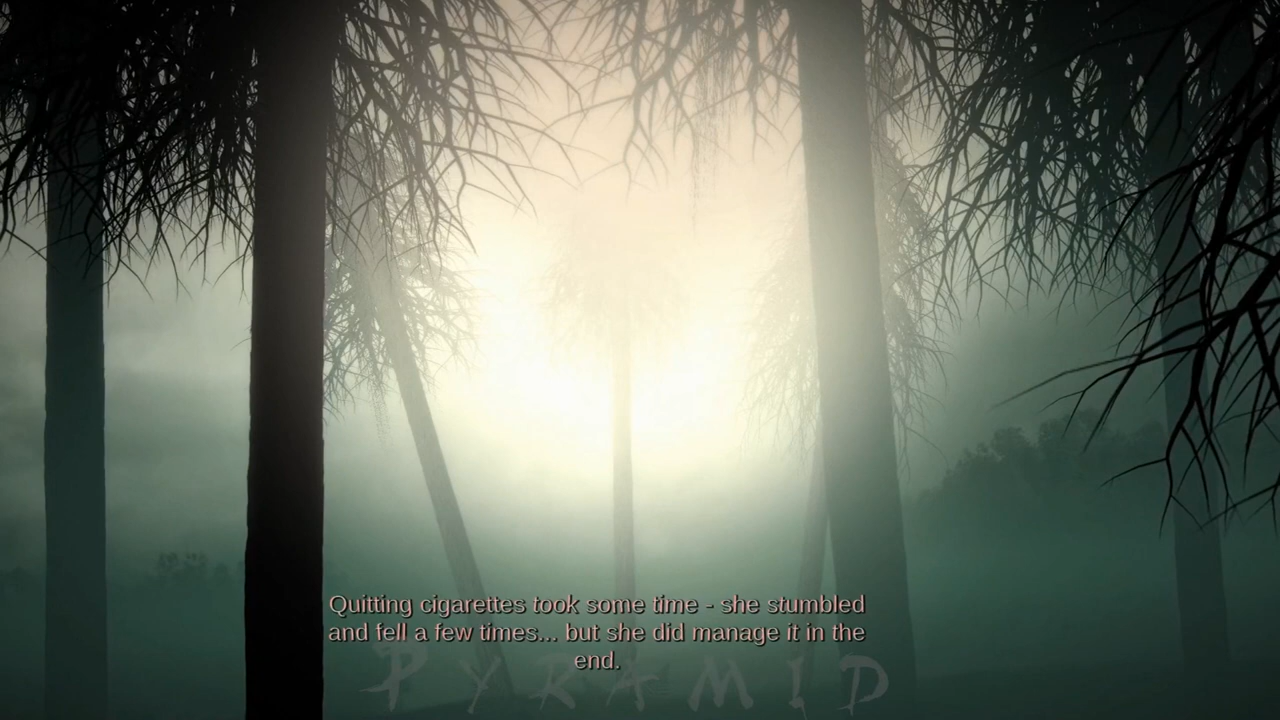 Quitting cigarettes took some time - she stumbled
and fell a few times... but she did manage it in the
end.
PYRAMID